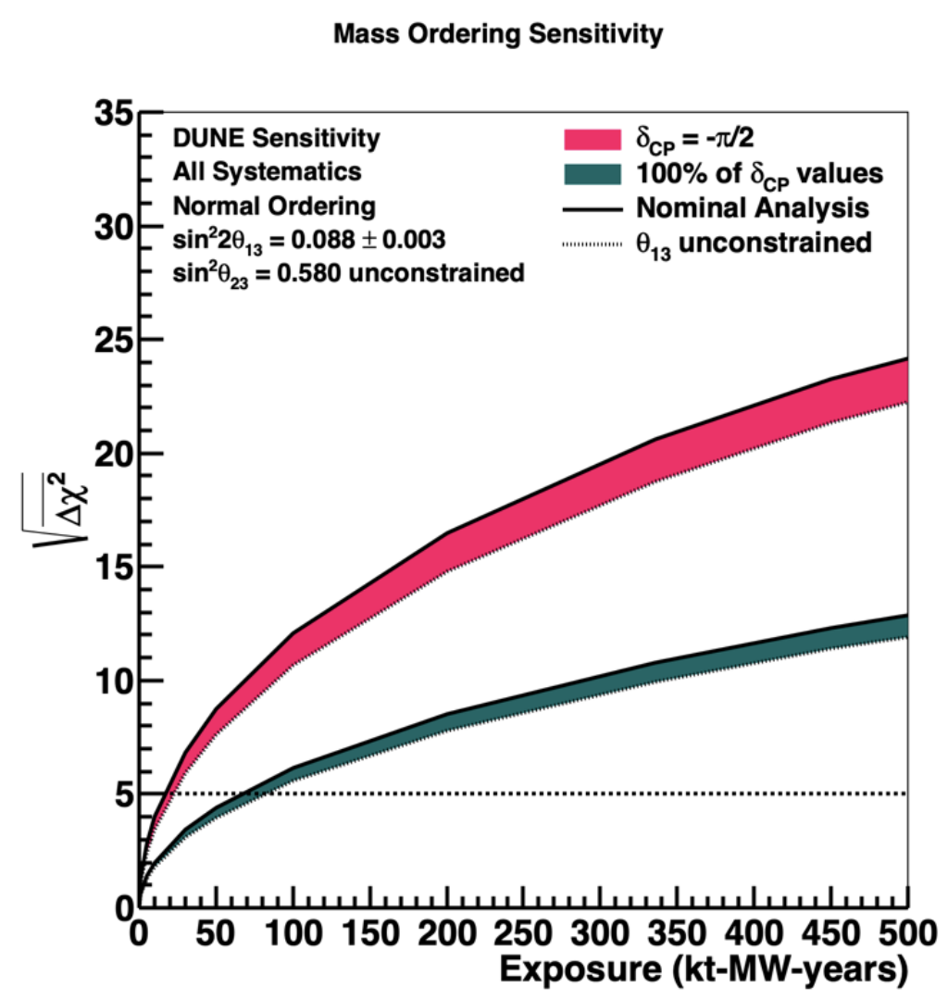 Mass Ordering Sensitivity
DUNE Sensitivity
All Systematics
Normal Ordering
sin²2θ₁₃ = 0.088 ± 0.003
sin²θ₂₃ = 0.580 unconstrained
δ_CP = -π/2
100% of δ_CP values
Nominal Analysis
θ₁₃ unconstrained
√Δχ²
35
30
25
20
15
10
5
0
0 50 100 150 200 250 300 350 400 450 500
Exposure (kt-MW-years)